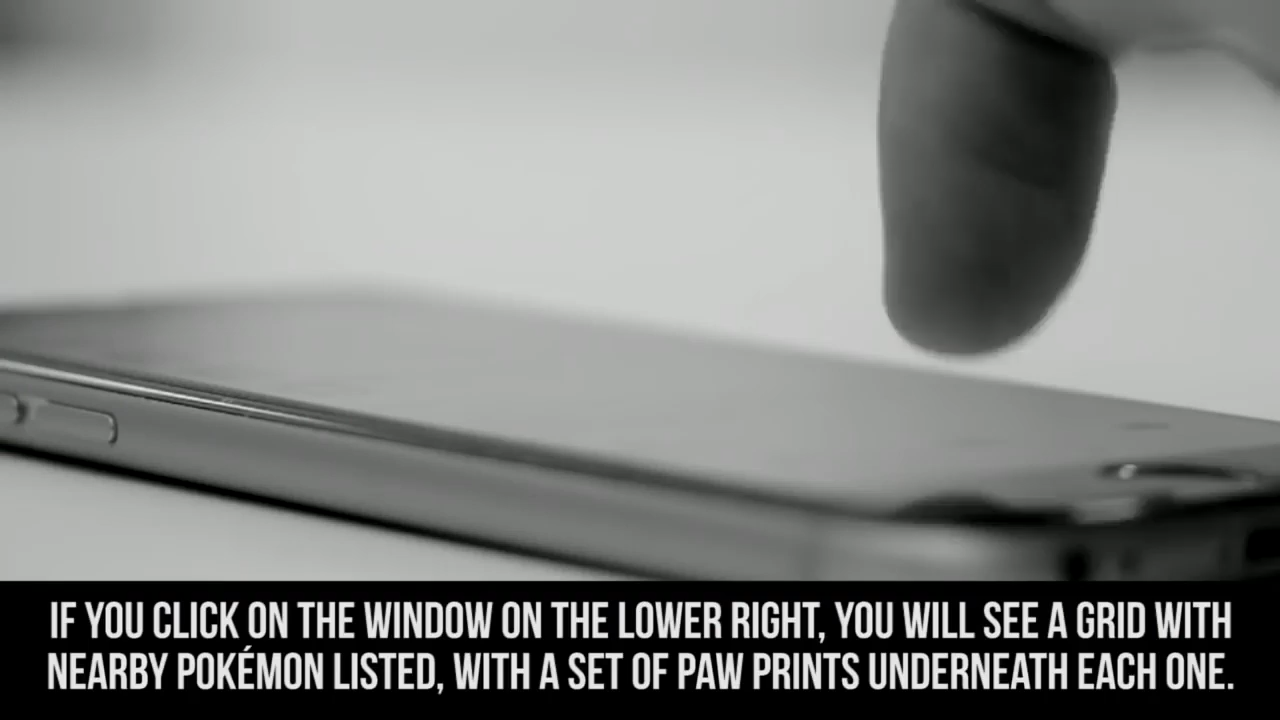 IF YOU CLICK ON THE WINDOW ON THE LOWER RIGHT, YOU WILL SEE A GRID WITH
NEARBY POKÉMON LISTED, WITH A SET OF PAW PRINTS UNDERNEATH EACH ONE.